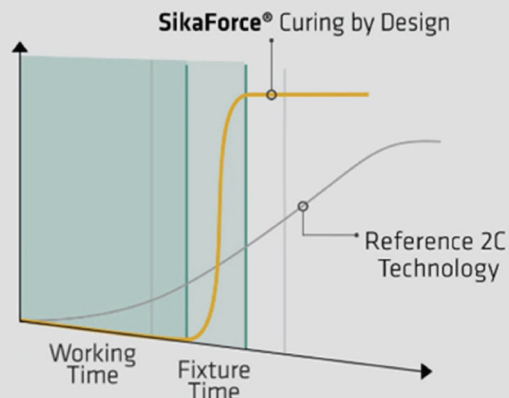 SikaForce® Curing by Design
Reference 2C
Technology
Working
Time
Fixture
Time